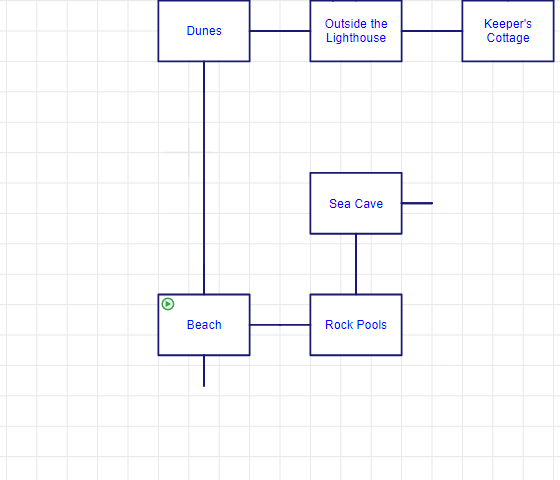 Dunes
Outside the
Lighthouse
Keeper's
Cottage
Sea Cave
Beach
Rock Pools